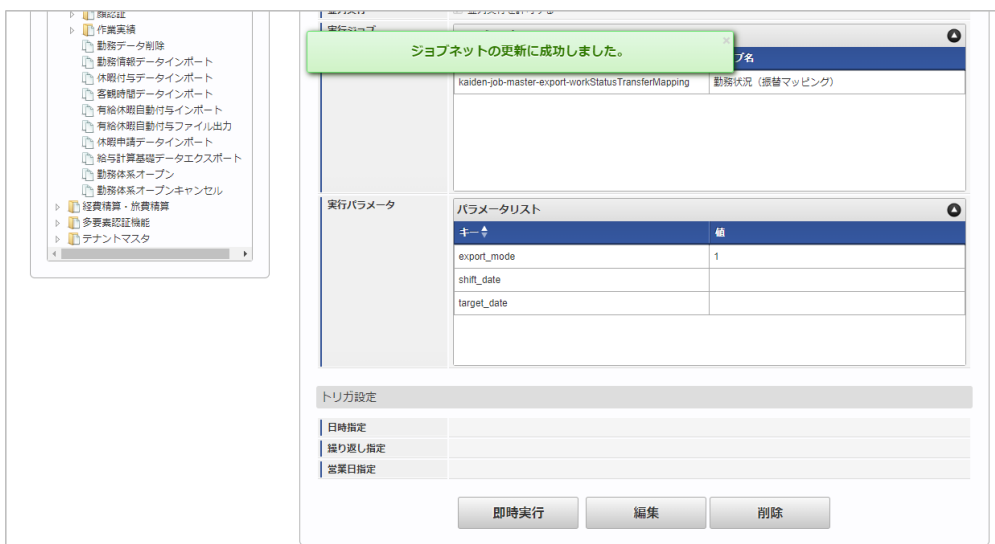 作業実績
勤務データ削除
勤務情報データインポート
休暇付与データインポート
客観時間データインポート
有給休暇自動付与インポート
有給休暇自動付与ファイル出力
休暇申請データインポート
給与計算基礎データエクスポート
勤務体系オープン
勤務体系オープンキャンセル
経費精算・旅費精算
多要素認証機能
テナントマスタ
ジョブネットの更新に成功しました。
×
ブ名
kaiden-job-master-export-workStatusTransferMapping
勤務状況（振替マッピング）
実行パラメータ
パラメータリスト
キー
値
export_mode
1
shift_date
target_date
トリガ設定
日時指定
繰り返し指定
営業日指定
即時実行
編集
削除